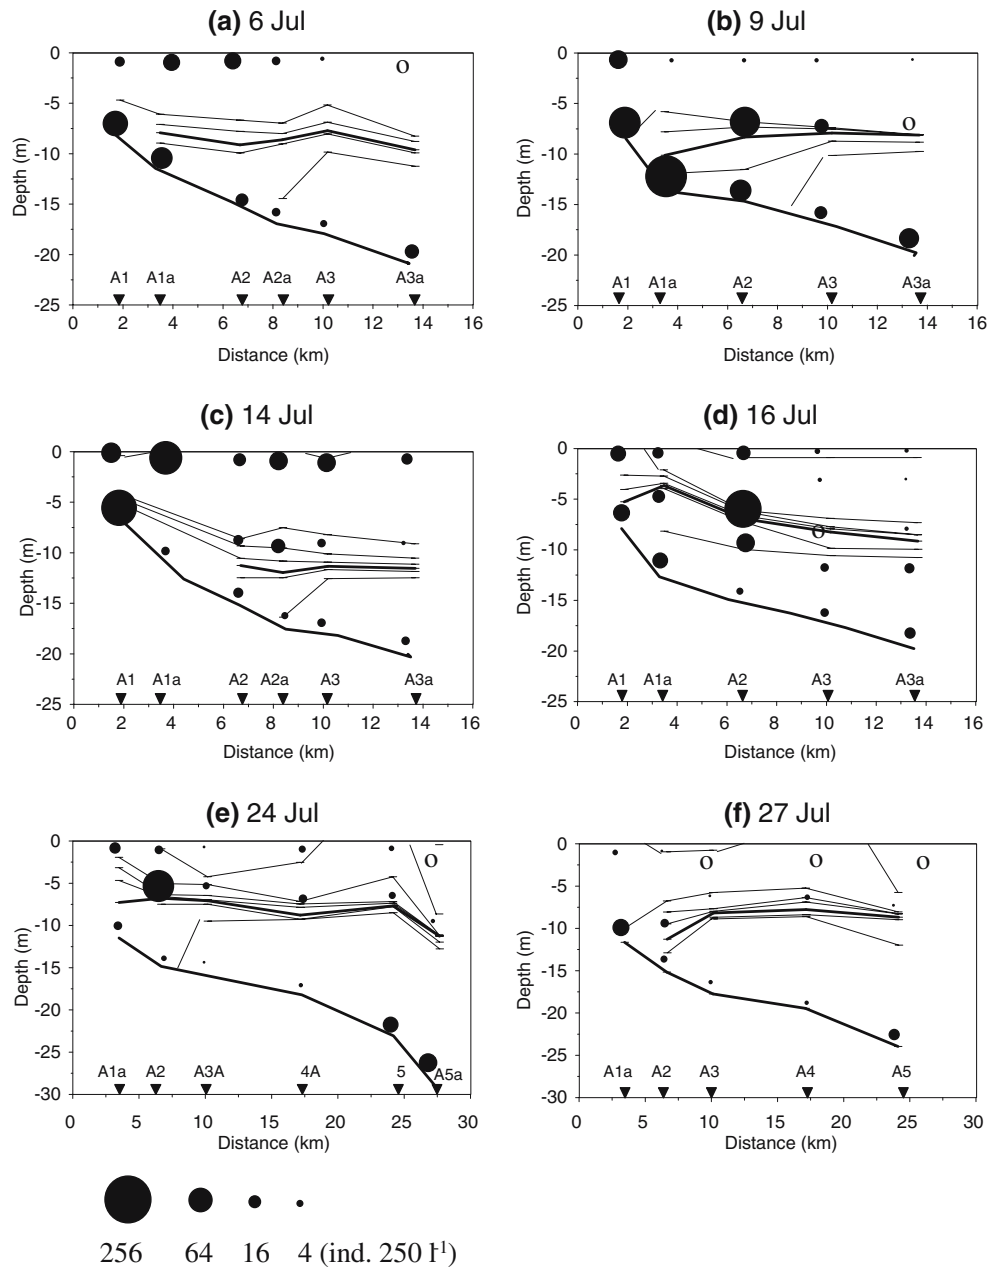 (a) 6 Jul
(b) 9 Jul
0
-5
-10
-15
-20
-25
Depth (m)
A1 A1a A2 A2a A3 A3a
0 2 4 6 8 10 12 14 16
Distance (km)
0
-5
-10
-15
-20
-25
Depth (m)
o
o
A1 A1a A2 A3 A3a
0 2 4 6 8 10 12 14 16
Distance (km)
(c) 14 Jul
(d) 16 Jul
0
-5
-10
-15
-20
-25
Depth (m)
A1 A1a A2 A2a A3 A3a
0 2 4 6 8 10 12 14 16
Distance (km)
0
-5
-10
-15
-20
-25
Depth (m)
o
A1 A1a A2 A3 A3a
0 2 4 6 8 10 12 14 16
Distance (km)
(e) 24 Jul
(f) 27 Jul
0
-5
-10
-15
-20
-25
-30
Depth (m)
o
A1a A2 A3A 4A 5 A5a
0 5 10 15 20 25 30
Distance (km)
0
-5
-10
-15
-20
-25
-30
Depth (m)
o o o
A1a A2 A3 A4 A5
0 5 10 15 20 25 30
Distance (km)
256 64 16 4 (ind. 250 l⁻¹)